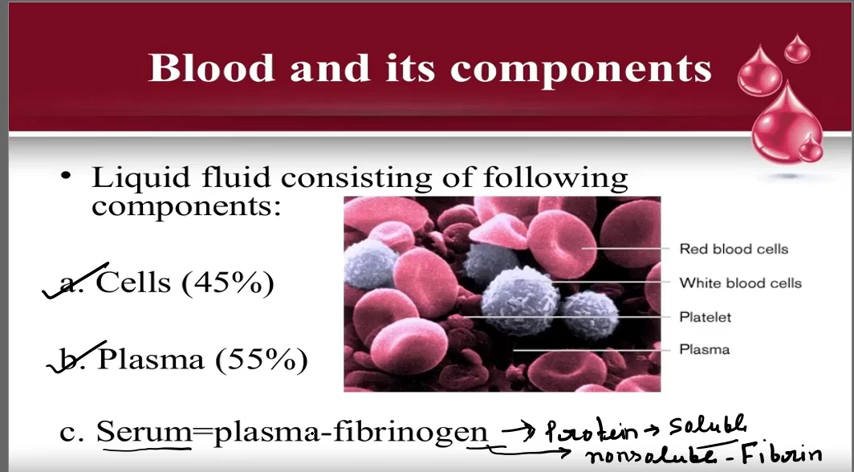 Blood and its components
• Liquid fluid consisting of following
components:
a. Cells (45%)
b. Plasma (55%)
Red blood cells
White blood cells
Platelet
Plasma
c. Serum=plasma-fibrinogen → Protein → Soluble
→ nonsoluble - Fibrin